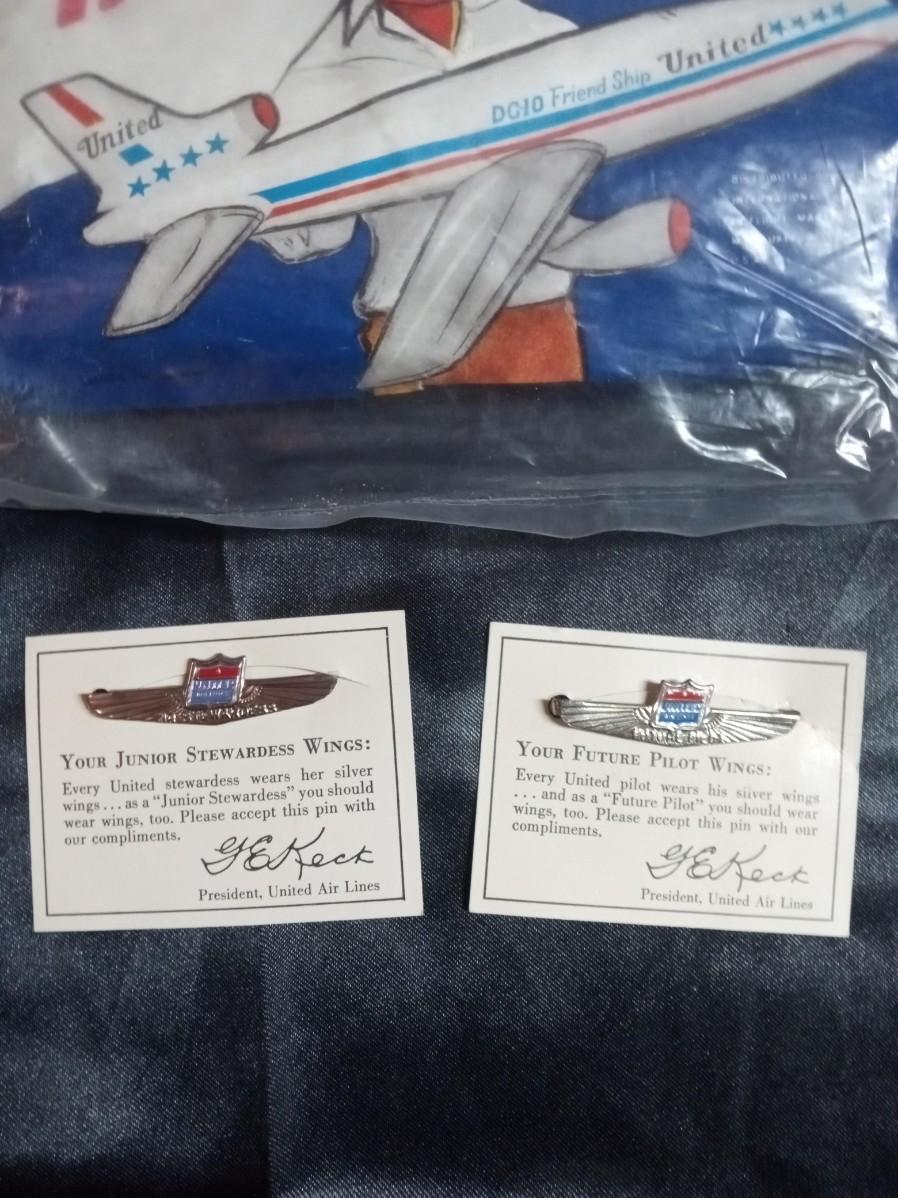 United
DC-10 Friend Ship United
YOUR JUNIOR STEWARDESS WINGS:
Every United stewardess wears her silver
wings... as a "Junior Stewardess" you should
wear wings, too. Please accept this pin with
our compliments.
G E Keck
President, United Air Lines
UNITED
YOUR FUTURE PILOT WINGS:
Every United pilot wears his silver wings
... and as a "Future Pilot" you should wear
wings, too. Please accept this pin with our
compliments.
G E Keck
President, United Air Lines